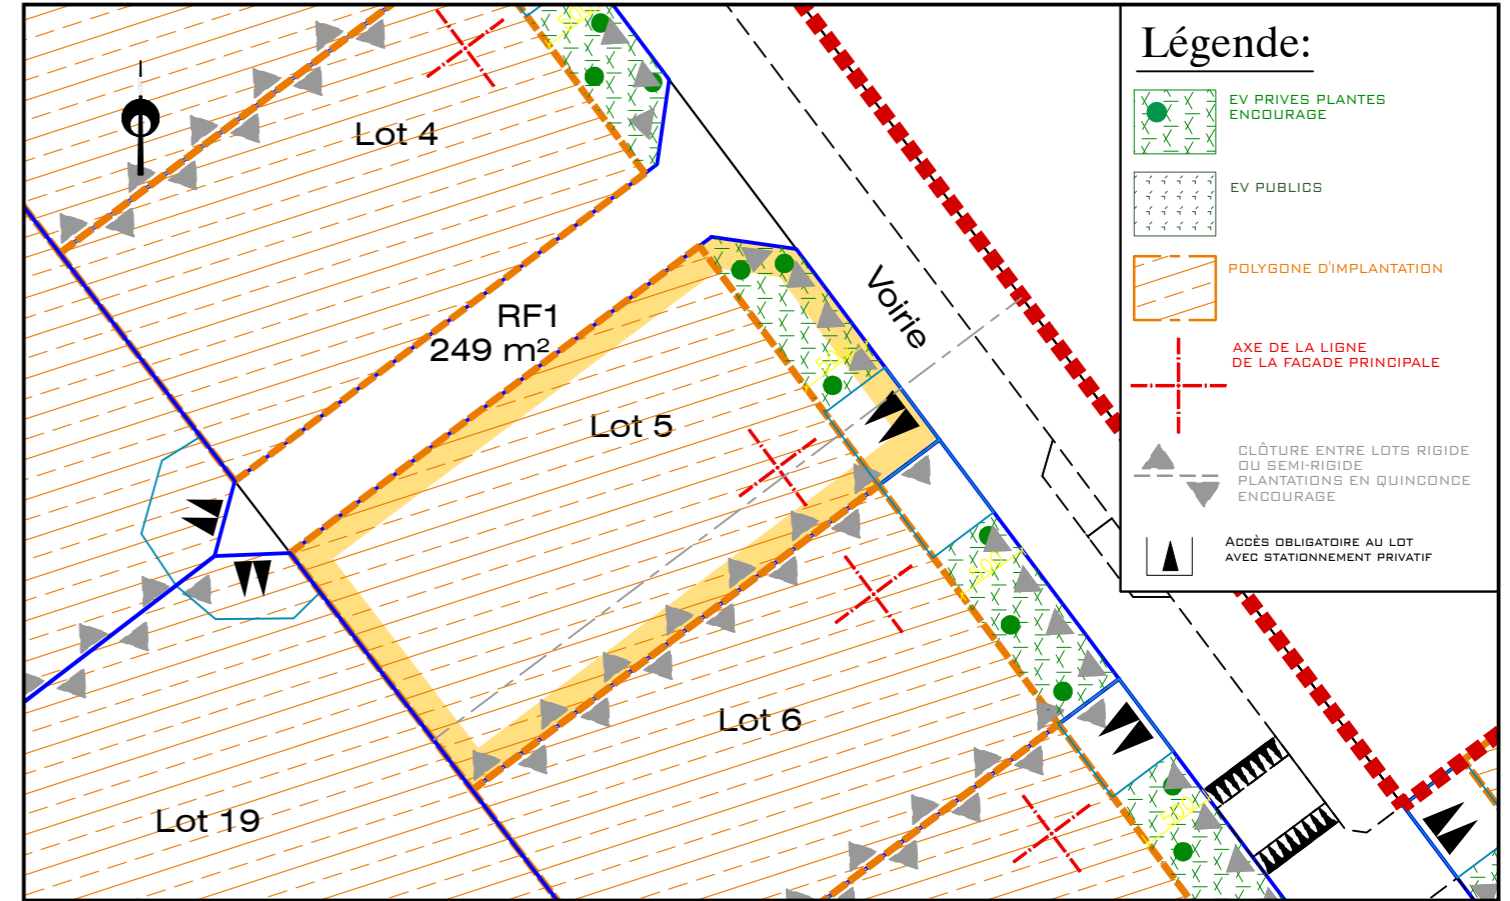 Légende:
EV PRIVES PLANTES
ENCOURAGE
EV PUBLICS
POLYGONE D'IMPLANTATION
AXE DE LA LIGNE
DE LA FACADE PRINCIPALE
CLÔTURE ENTRE LOTS RIGIDE
OU SEMI-RIGIDE
PLANTATIONS EN QUINCONCE
ENCOURAGE
ACCÈS OBLIGATOIRE AU LOT
AVEC STATIONNEMENT PRIVATIF
Lot 4
RF1
249 m²
Voirie
Lot 5
Lot 6
Lot 19